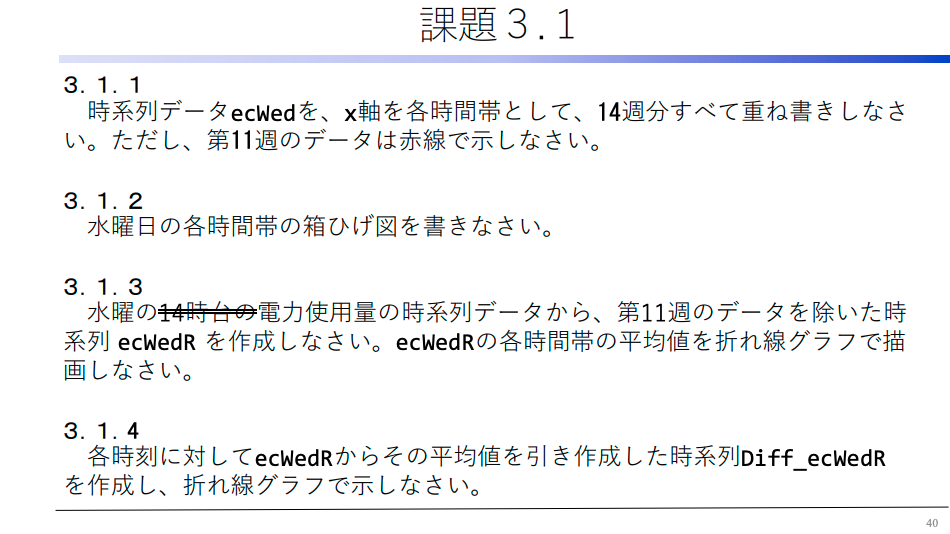 課題３.１
３．１．１
時系列データecWedを、x軸を各時間帯として、14週分すべて重ね書きしなさ
い。ただし、第11週のデータは赤線で示しなさい。
３．１．２
水曜日の各時間帯の箱ひげ図を書きなさい。
３．１．３
水曜の14時台の電力使用量の時系列データから、第11週のデータを除いた時
系列 ecWedR を作成しなさい。ecWedRの各時間帯の平均値を折れ線グラフで描
画しなさい。
３．１．４
各時刻に対してecWedRからその平均値を引き作成した時系列Diff_ecWedR
を作成し、折れ線グラフで示しなさい。
40